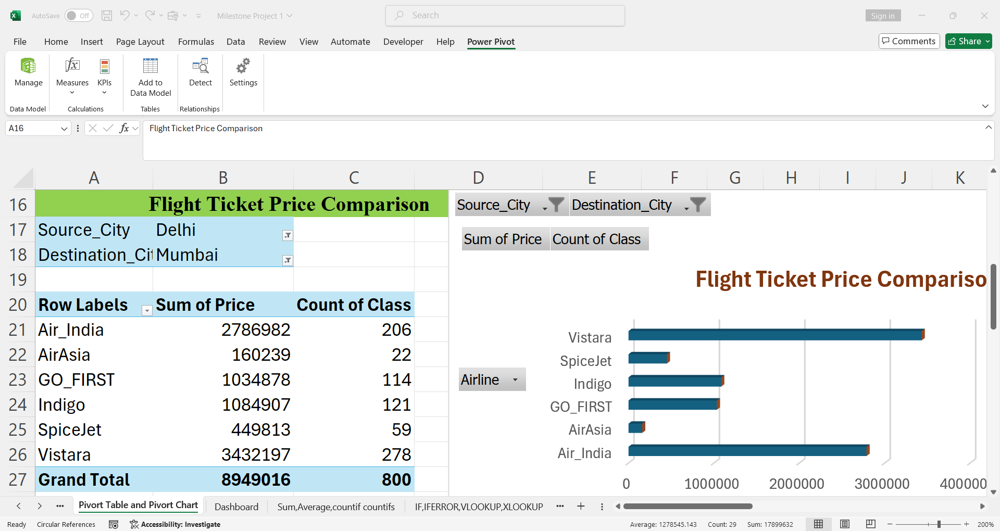 AutoSave Off Milestone Project 1 Search Sign in
File Home Insert Page Layout Formulas Data Review View Automate Developer Help Power Pivot Comments Share
Manage Measures KPIs Add to Data Model Detect Settings
Data Model Calculations Tables Relationships
A16 fx Flight Ticket Price Comparison
A B C D E F G H I J K
16 Flight Ticket Price Comparison
17 Source_City Delhi
18 Destination_Cit Mumbai
19
20 Row Labels Sum of Price Count of Class
21 Air_India 2786982 206
22 AirAsia 160239 22
23 GO_FIRST 1034878 114
24 Indigo 1084907 121
25 SpiceJet 449813 59
26 Vistara 3432197 278
27 Grand Total 8949016 800
Source_City Destination_City
Sum of Price Count of Class
Flight Ticket Price Compariso
Airline
Vistara
SpiceJet
Indigo
GO_FIRST
AirAsia
Air_India
0 1000000 2000000 3000000 400000
Pivort Table and Pivort Chart Dashboard Sum,Average,countif countifs IF,IFERROR,VLOOKUP,XLOOKUP
Ready Circular References Accessibility: Investigate Average: 1278545.143 Count: 29 Sum: 17899632 200%